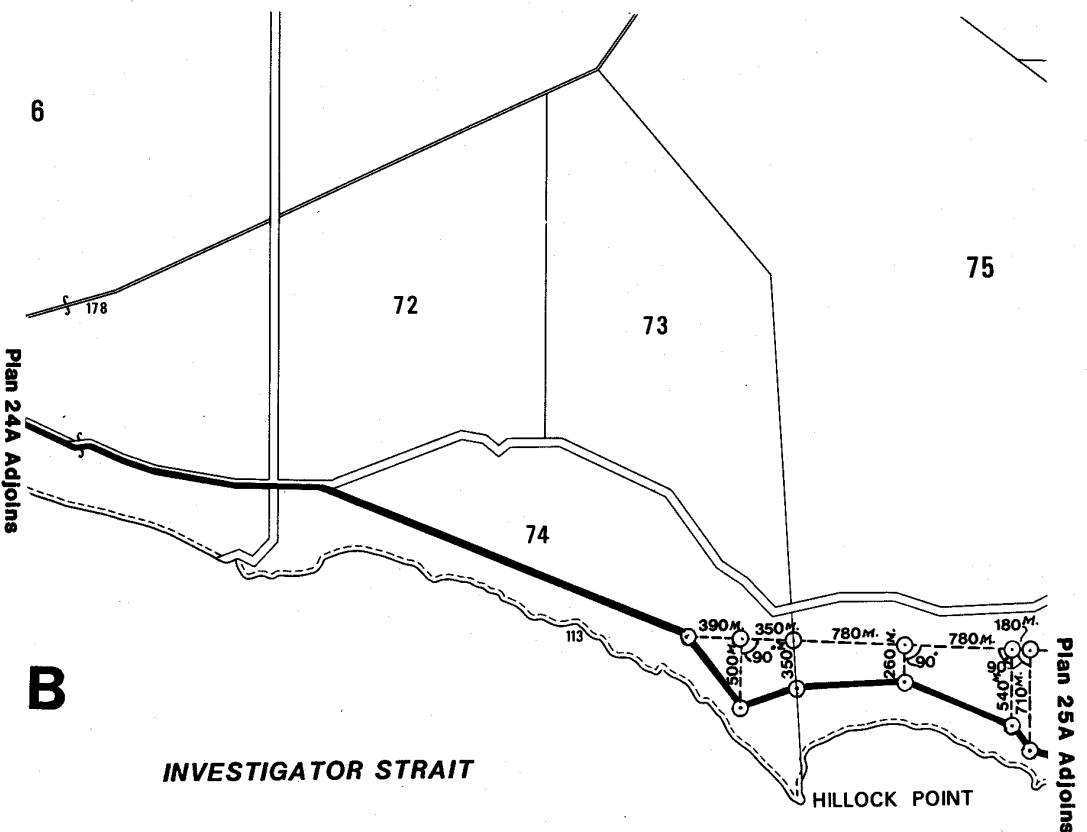 6
75
72
73
178
Plan 24A Adjoins
74
390M. 350M. 780M. 780M. 180M.
113
500M
90°
350M
260M.
90°
90°
540M.
710M.
Plan 25A Adjoins
B
INVESTIGATOR STRAIT
HILLOCK POINT